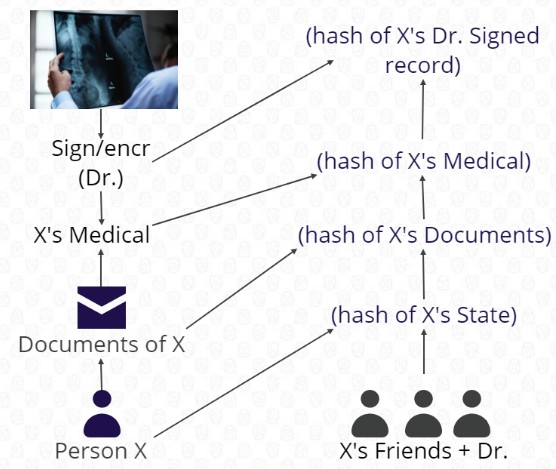 (hash of X's Dr. Signed
record)
Sign/encr
(Dr.)
(hash of X's Medical)
X's Medical
(hash of X's Documents)
(hash of X's State)
Documents of X
Person X
X's Friends + Dr.